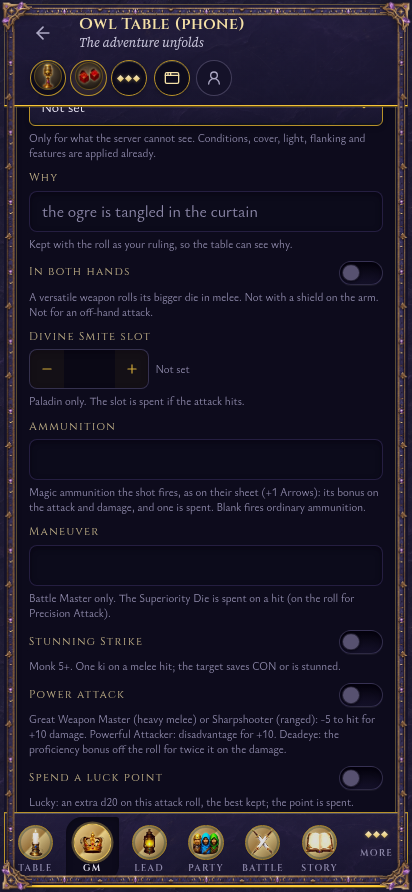 Owl Table (phone)
The adventure unfolds
Not set
Only for what the server cannot see. Conditions, cover, light, flanking and
features are applied already.
Why
the ogre is tangled in the curtain
Kept with the roll as your ruling, so the table can see why.
In both hands
A versatile weapon rolls its bigger die in melee. Not with a shield on the arm.
Not for an off-hand attack.
Divine Smite slot
− + Not set
Paladin only. The slot is spent if the attack hits.
Ammunition
Magic ammunition the shot fires, as on their sheet (+1 Arrows): its bonus on
the attack and damage, and one is spent. Blank fires ordinary ammunition.
Maneuver
Battle Master only. The Superiority Die is spent on a hit (on the roll for
Precision Attack).
Stunning Strike
Monk 5+. One ki on a melee hit; the target saves CON or is stunned.
Power attack
Great Weapon Master (heavy melee) or Sharpshooter (ranged): -5 to hit for
+10 damage. Powerful Attacker: disadvantage for +10. Deadeye: the
proficiency bonus off the roll for twice it on the damage.
Spend a luck point
Lucky: an extra d20 on this attack roll, the best kept; the point is spent.
Table GM Lead Party Battle Story More